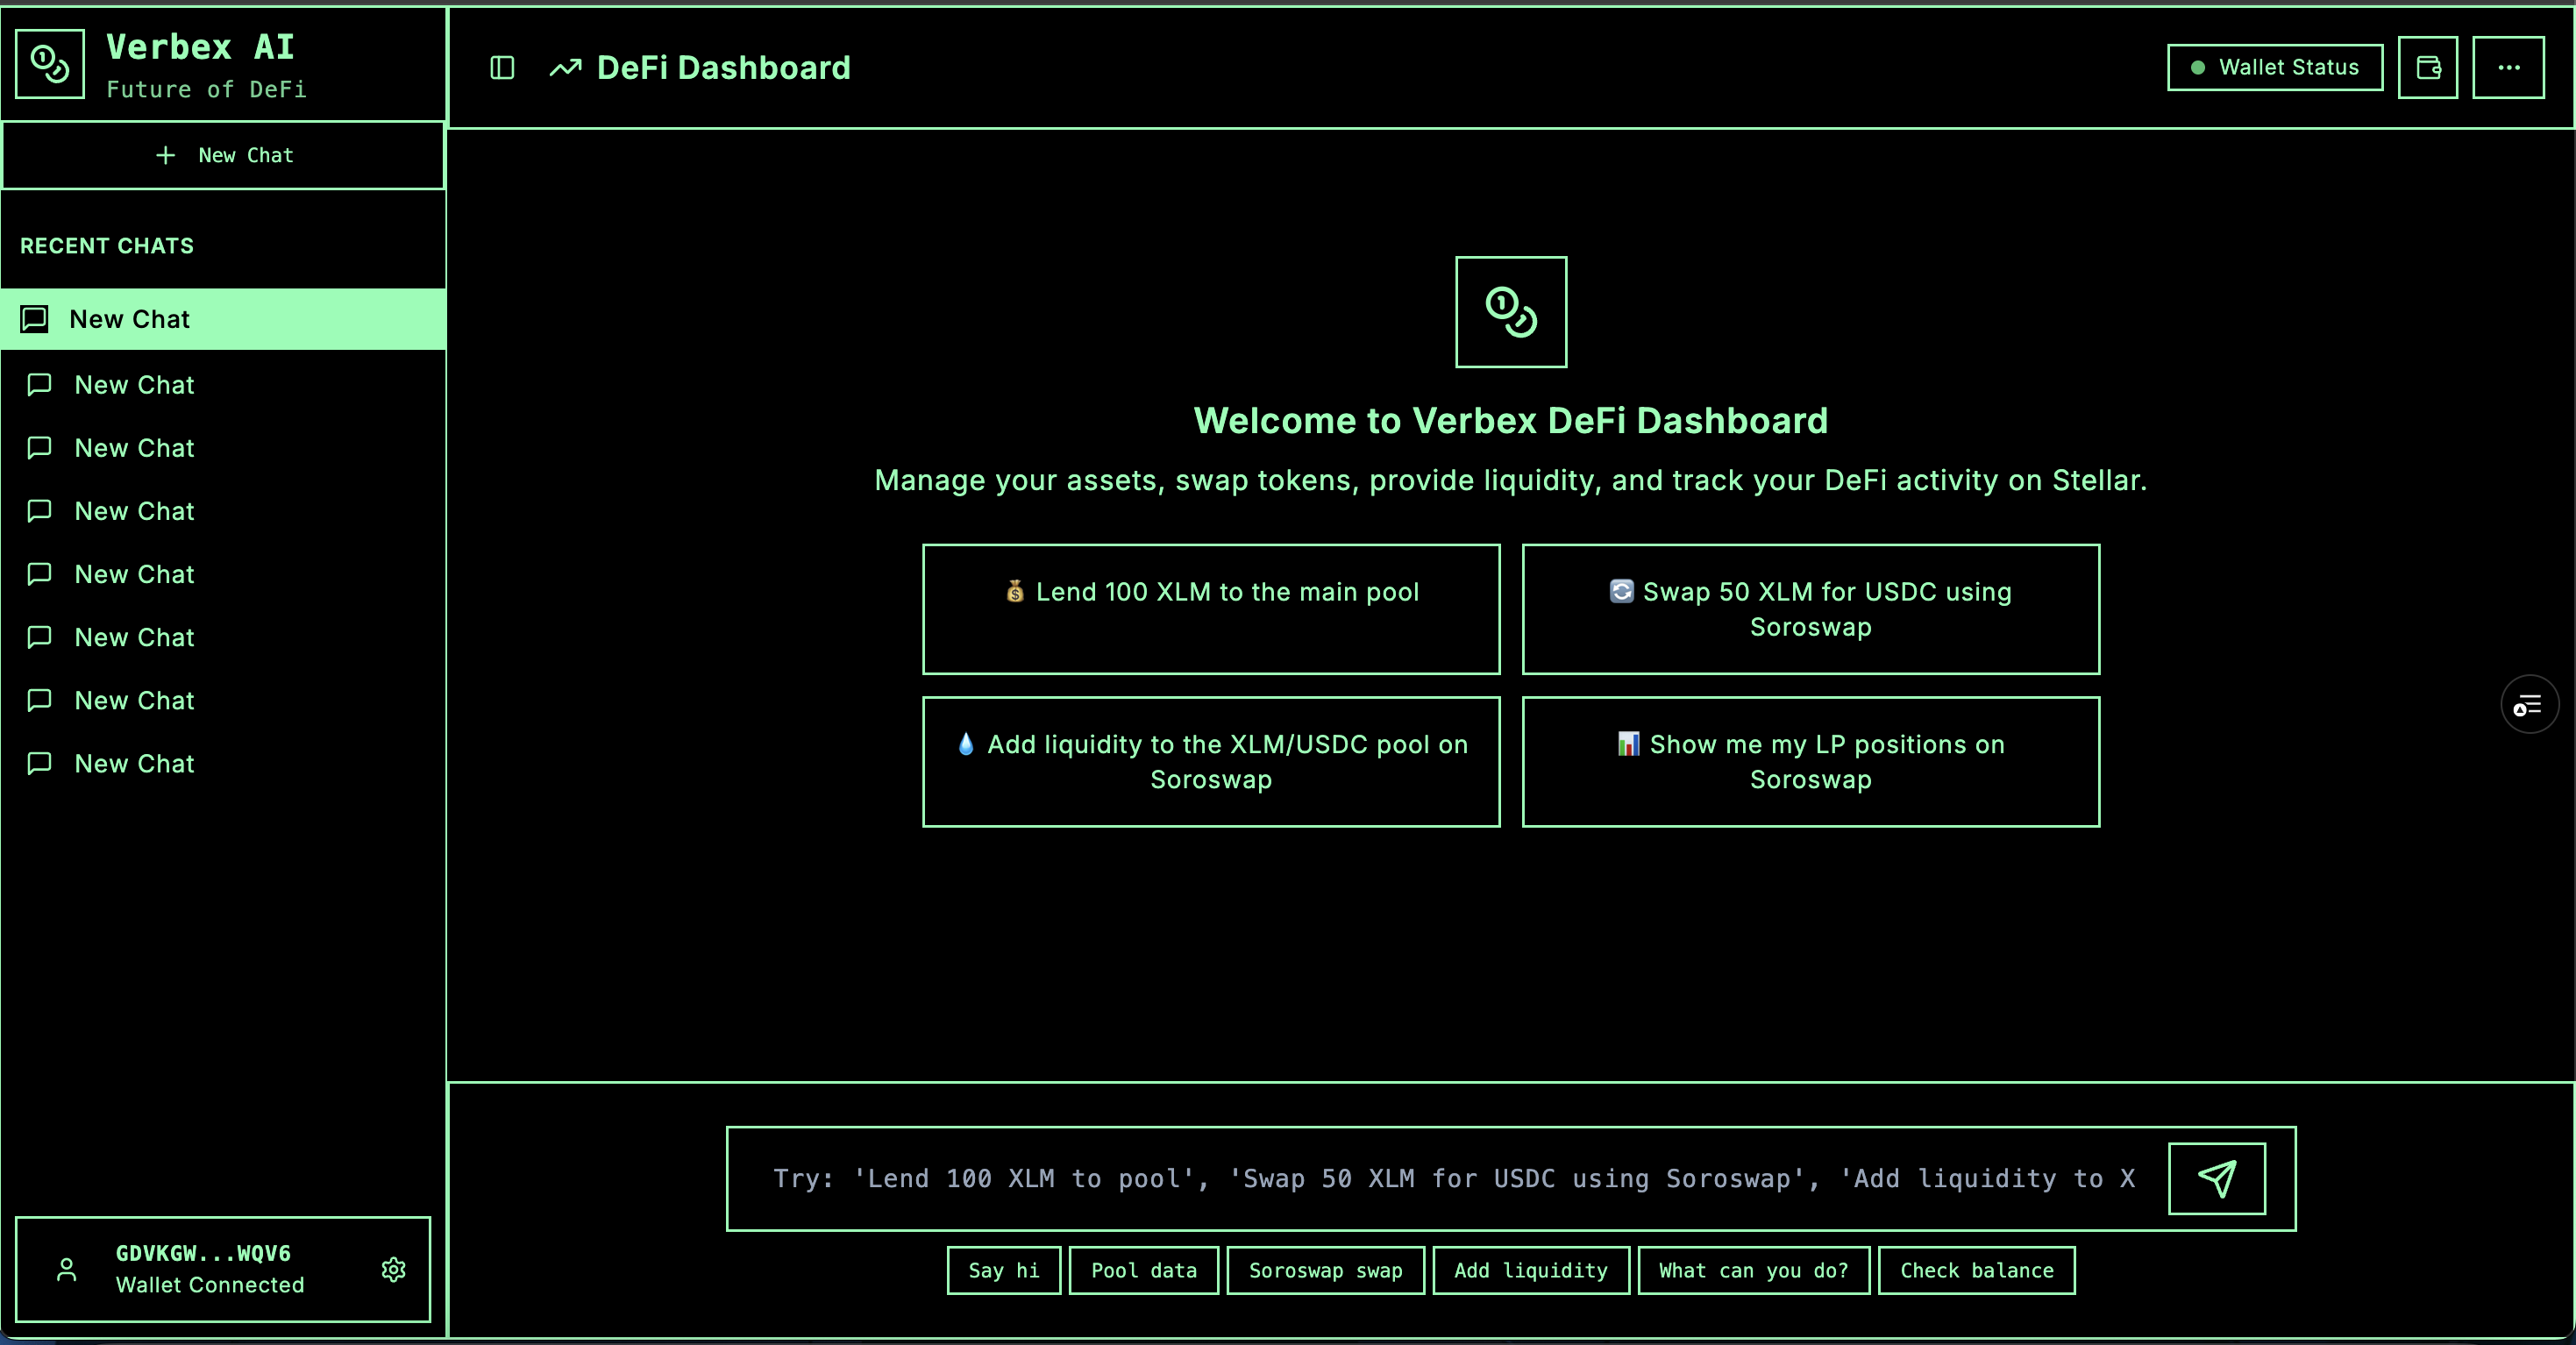 Verbex AI
Future of DeFi
New Chat
RECENT CHATS
New Chat
New Chat
New Chat
New Chat
New Chat
New Chat
New Chat
New Chat
GDVKGW...WQV6
Wallet Connected
DeFi Dashboard
Wallet Status
Welcome to Verbex DeFi Dashboard
Manage your assets, swap tokens, provide liquidity, and track your DeFi activity on Stellar.
💰 Lend 100 XLM to the main pool
🔄 Swap 50 XLM for USDC using
Soroswap
💧 Add liquidity to the XLM/USDC pool on
Soroswap
📊 Show me my LP positions on
Soroswap
Try: 'Lend 100 XLM to pool', 'Swap 50 XLM for USDC using Soroswap', 'Add liquidity to X
Say hi
Pool data
Soroswap swap
Add liquidity
What can you do?
Check balance